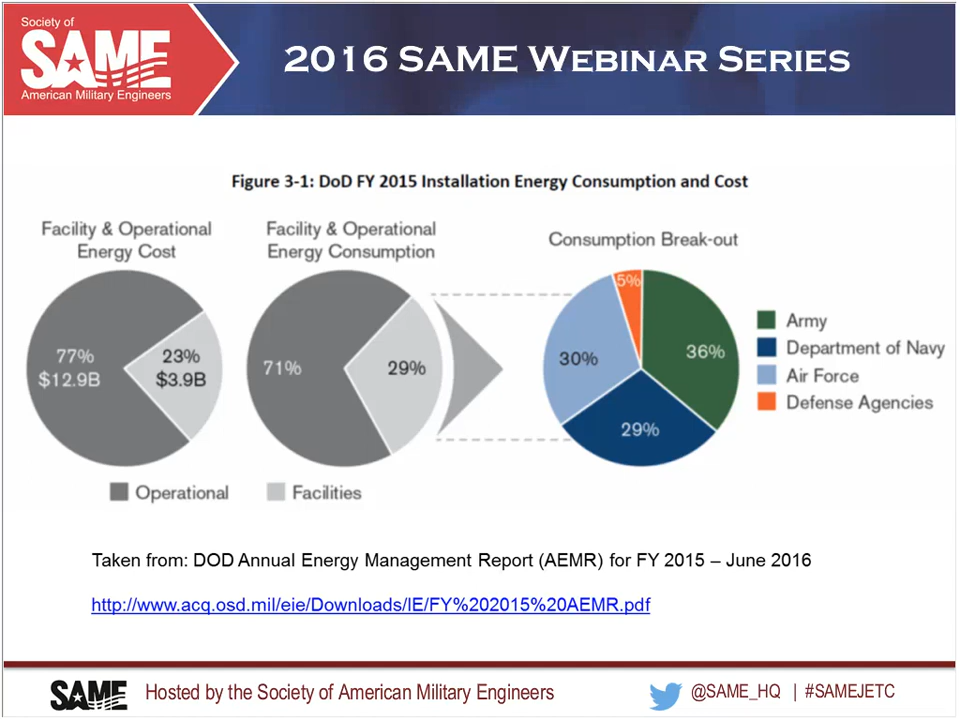 Society of
SAME
American Military Engineers
2016 SAME WEBINAR SERIES
Figure 3-1: DoD FY 2015 Installation Energy Consumption and Cost
Facility & Operational
Energy Cost
77%
$12.9B
23%
$3.9B
Facility & Operational
Energy Consumption
71%
29%
Consumption Break-out
5%
36%
30%
29%
Army
Department of Navy
Air Force
Defense Agencies
Operational
Facilities
Taken from: DOD Annual Energy Management Report (AEMR) for FY 2015 – June 2016
http://www.acq.osd.mil/eie/Downloads/IE/FY%202015%20AEMR.pdf
SAME
Hosted by the Society of American Military Engineers
@SAME_HQ | #SAMEJETC